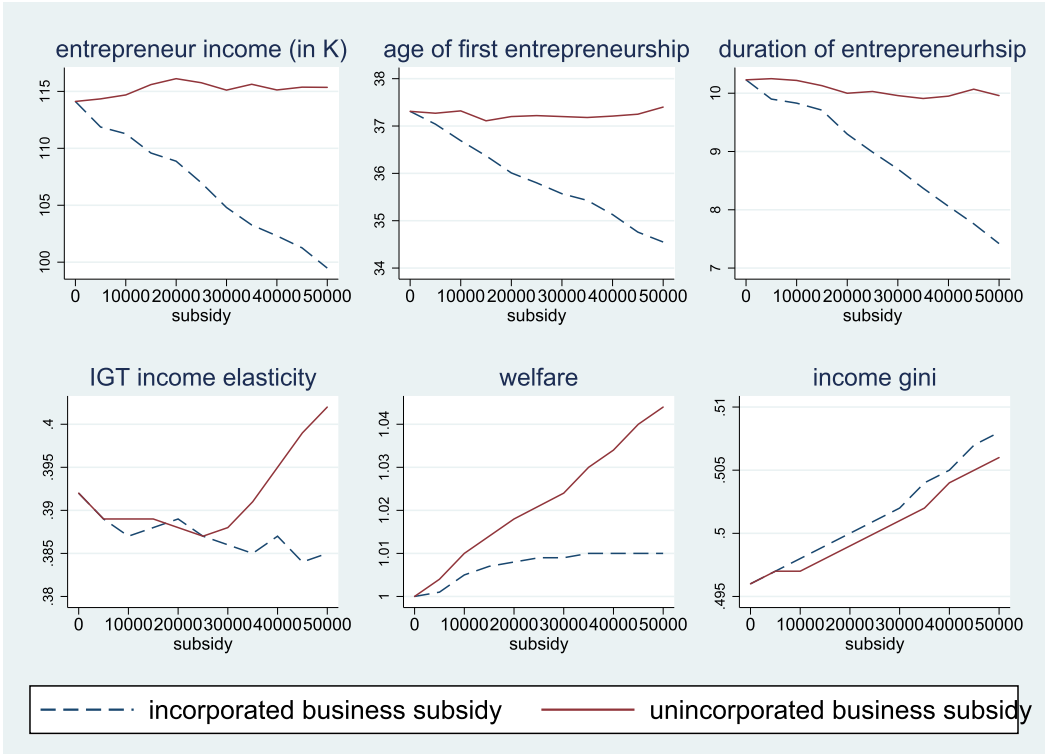 entrepreneur income (in K)
115
110
105
100
0 10000 20000 30000 40000 50000
subsidy
age of first entrepreneurship
38
37
36
35
34
0 10000 20000 30000 40000 50000
subsidy
duration of entrepreneurhsip
10
9
8
7
0 10000 20000 30000 40000 50000
subsidy
IGT income elasticity
.4
.395
.39
.385
.38
0 10000 20000 30000 40000 50000
subsidy
welfare
1.04
1.03
1.02
1.01
1
0 10000 20000 30000 40000 50000
subsidy
income gini
.51
.505
.5
.495
0 10000 20000 30000 40000 50000
subsidy
incorporated business subsidy
unincorporated business subsidy